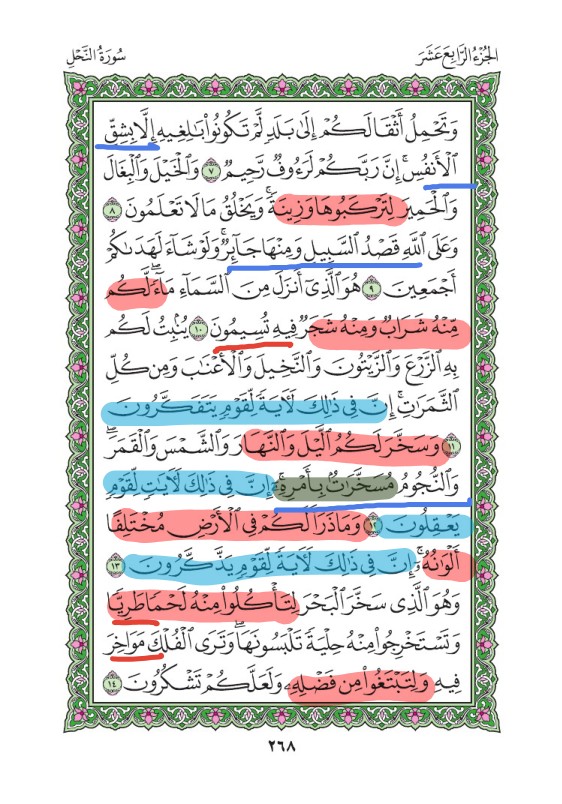 الجُزْءُ الرَّابِعَ عَشَرَ
سُورَةُ النَّحْلِ
وَتَحْمِلُ أَثْقَالَكُمْ إِلَىٰ بَلَدٍ لَّمْ تَكُونُوا۟ بَٰلِغِيهِ إِلَّا بِشِقِّ
ٱلْأَنفُسِ ۚ إِنَّ رَبَّكُمْ لَرَءُوفٌ رَّحِيمٌ ٧ وَٱلْخَيْلَ وَٱلْبِغَالَ
وَٱلْحَمِيرَ لِتَرْكَبُوهَا وَزِينَةً ۚ وَيَخْلُقُ مَا لَا تَعْلَمُونَ ٨
وَعَلَى ٱللَّهِ قَصْدُ ٱلسَّبِيلِ وَمِنْهَا جَآئِرٌ ۚ وَلَوْ شَآءَ لَهَدَىٰكُمْ
أَجْمَعِينَ ٩ هُوَ ٱلَّذِىٓ أَنزَلَ مِنَ ٱلسَّمَآءِ مَآءً ۖ لَّكُم
مِّنْهُ شَرَابٌ وَمِنْهُ شَجَرٌ فِيهِ تُسِيمُونَ ١٠ يُنۢبِتُ لَكُم
بِهِ ٱلزَّرْعَ وَٱلزَّيْتُونَ وَٱلنَّخِيلَ وَٱلْأَعْنَٰبَ وَمِن كُلِّ
ٱلثَّمَرَٰتِ ۗ إِنَّ فِى ذَٰلِكَ لَءَايَةً لِّقَوْمٍ يَتَفَكَّرُونَ
١١ وَسَخَّرَ لَكُمُ ٱلَّيْلَ وَٱلنَّهَارَ وَٱلشَّمْسَ وَٱلْقَمَرَ ۖ
وَٱلنُّجُومُ مُسَخَّرَٰتٌۢ بِأَمْرِهِۦٓ ۗ إِنَّ فِى ذَٰلِكَ لَءَايَٰتٍ لِّقَوْمٍ
يَعْقِلُونَ ١٢ وَمَا ذَرَأَ لَكُمْ فِى ٱلْأَرْضِ مُخْتَلِفًا
أَلْوَٰنُهُۥٓ ۗ إِنَّ فِى ذَٰلِكَ لَءَايَةً لِّقَوْمٍ يَذَّكَّرُونَ ١٣
وَهُوَ ٱلَّذِى سَخَّرَ ٱلْبَحْرَ لِتَأْكُلُوا۟ مِنْهُ لَحْمًا طَرِيًّا
وَتَسْتَخْرِجُوا۟ مِنْهُ حِلْيَةً تَلْبَسُونَهَا وَتَرَى ٱلْفُلْكَ مَوَاخِرَ
فِيهِ وَلِتَبْتَغُوا۟ مِن فَضْلِهِۦ وَلَعَلَّكُمْ تَشْكُرُونَ ١٤
٢٦٨